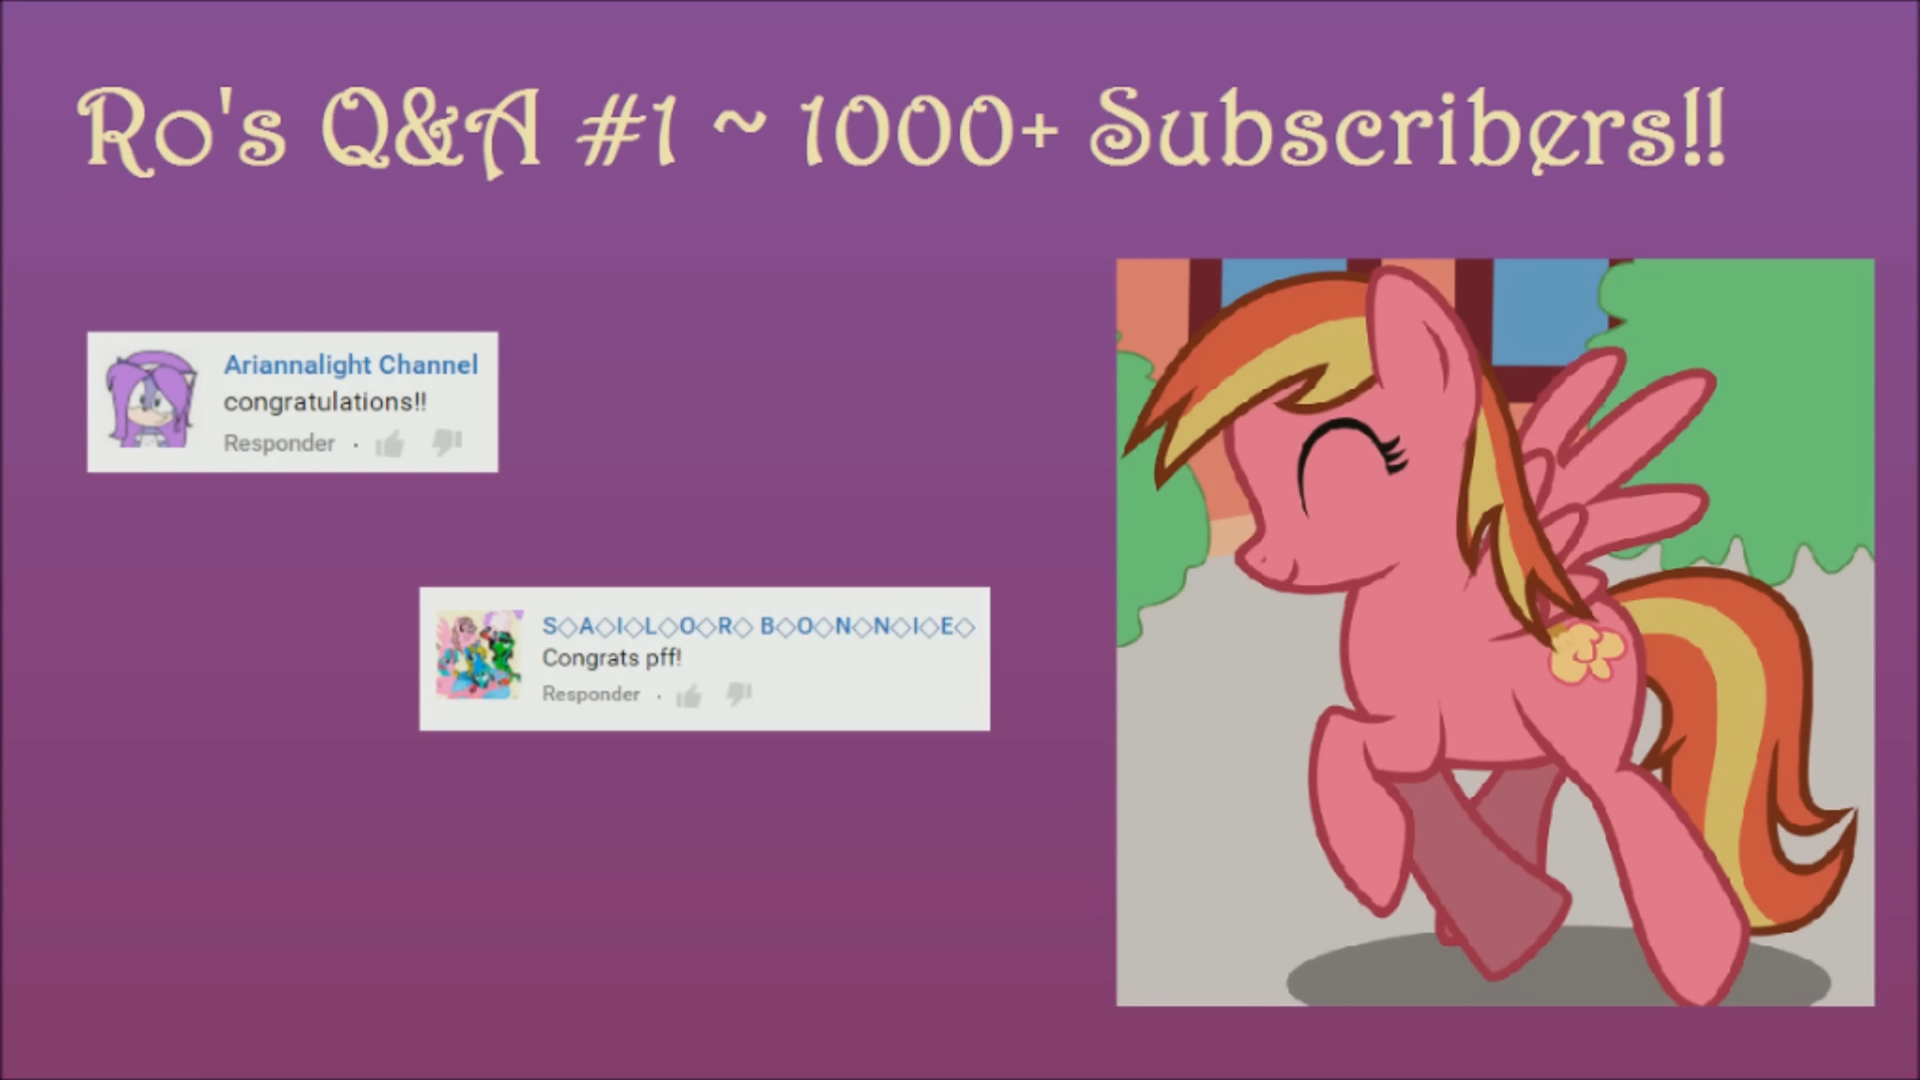 Ro's Q&A #1 ~ 1000+ Subscribers!!
Ariannalight Channel
congratulations!!
Responder ·
S◇A◇I◇L◇O◇R◇ B◇O◇N◇N◇I◇E◇
Congrats pff!
Responder ·